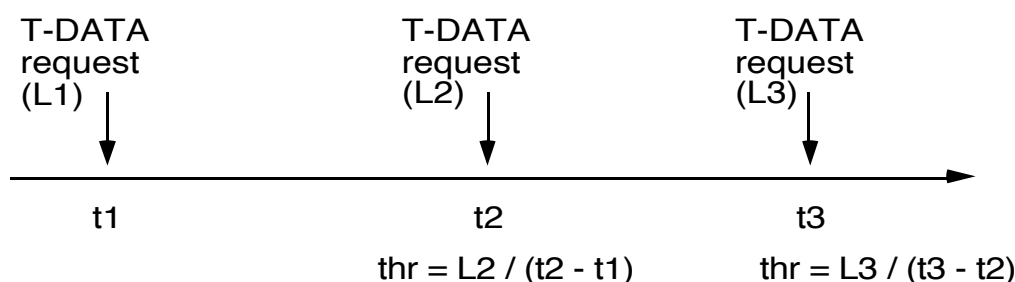 T-DATA
request
(L1)
T-DATA
request
(L2)
T-DATA
request
(L3)
t1
t2
t3
thr = L2 / (t2 - t1)
thr = L3 / (t3 - t2)